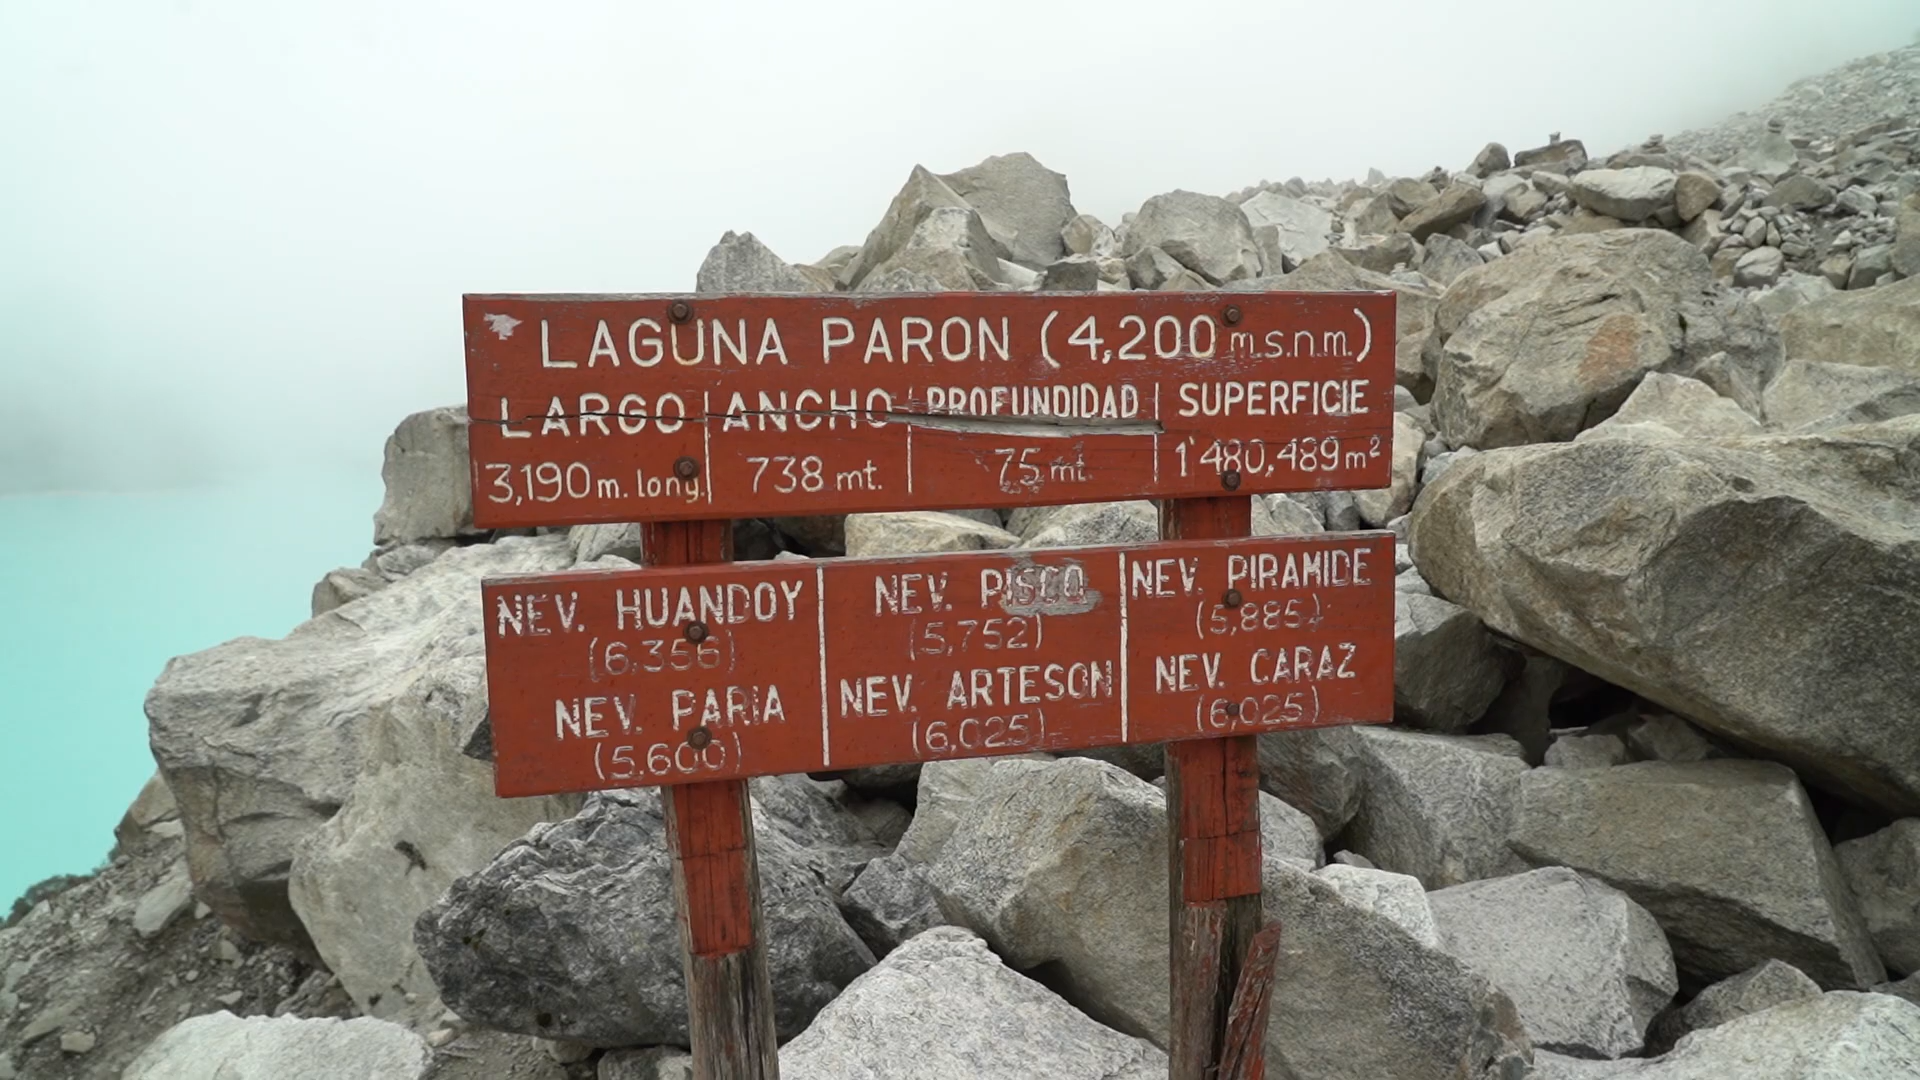 LAGUNA PARON (4,200 m.s.n.m.)
LARGO ANCHO PROFUNDIDAD SUPERFICIE
3,190 m. long. 738 mt. 75 mt. 1'480,489 m²
NEV. HUANDOY NEV. PISCO NEV. PIRAMIDE
(6,356) (5,752) (5,885)
NEV. PARIA NEV. ARTESON NEV. CARAZ
(5,600) (6,025) (6,025)